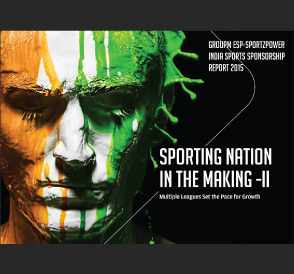 GROUPM ESP-SPORTZPOWER
INDIA SPORTS SPONSORSHIP
REPORT 2015
SPORTING NATION
IN THE MAKING -II
Multiple Leagues Set the Pace for Growth